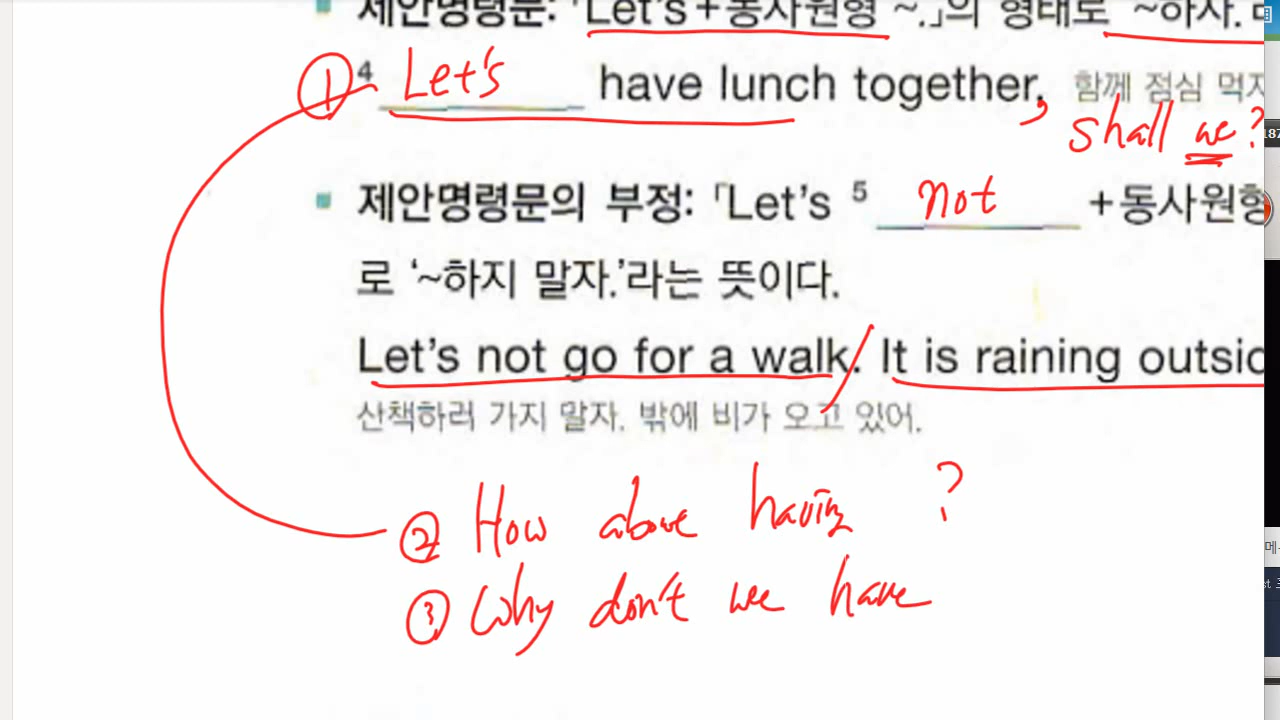 제안명령문: 「Let's+동사원형 ~.」의 형태로 '~하자.'
① 4 Let's have lunch together, 함께 점심 먹자
shall we?
제안명령문의 부정: 「Let's 5 not +동사원형
로 '~하지 말자.'라는 뜻이다.
Let's not go for a walk. It is raining outsid
산책하러 가지 말자. 밖에 비가 오고 있어.
② How above having ?
③ Why don't we have